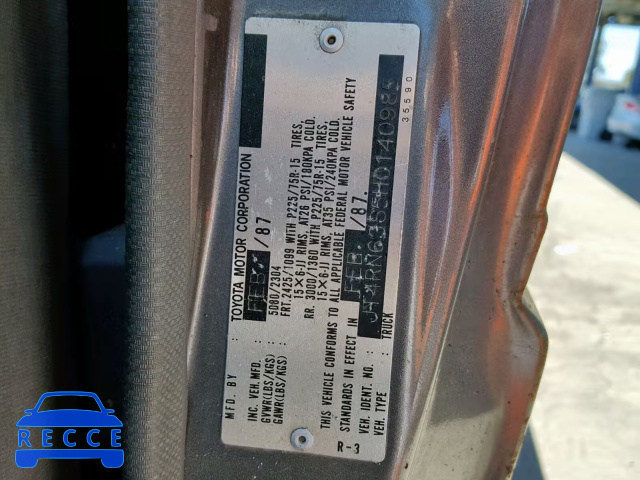 MFD. BY : TOYOTA MOTOR CORPORATION
INC. VEH. MFD. : FEB. /87
GVWR(LBS/KGS) : 5080/2304
GAWR(LBS/KGS) : FRT. 2425/1099 WITH P225/75R-15 TIRES,
15×6-JJ RIMS, AT26 PSI/180KPA COLD.
RR. 3000/1360 WITH P225/75R-15 TIRES,
15×6-JJ RIMS, AT35 PSI/240KPA COLD.
THIS VEHICLE CONFORMS TO ALL APPLICABLE FEDERAL MOTOR VEHICLE SAFETY
STANDARDS IN EFFECT IN FEB. /87.
VEH. IDENT. NO. :
VEH. TYPE : TRUCK
R-3
35590
RECCE